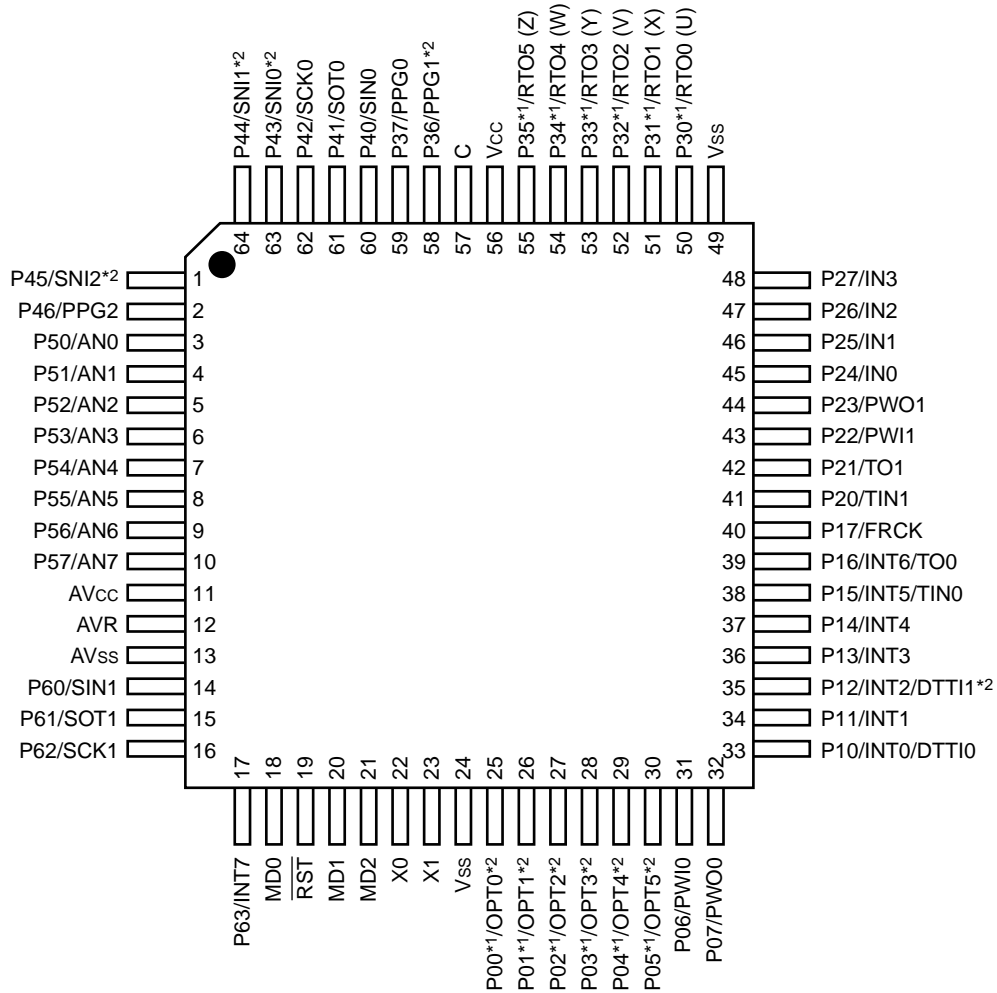 P44/SNI1*2
P43/SNI0*2
P42/SCK0
P41/SOT0
P40/SIN0
P37/PPG0
P36/PPG1*2
C
Vcc
P35*1/RTO5 (Z)
P34*1/RTO4 (W)
P33*1/RTO3 (Y)
P32*1/RTO2 (V)
P31*1/RTO1 (X)
P30*1/RTO0 (U)
Vss
64
63
62
61
60
59
58
57
56
55
54
53
52
51
50
49
P45/SNI2*2 1
P46/PPG2 2
P50/AN0 3
P51/AN1 4
P52/AN2 5
P53/AN3 6
P54/AN4 7
P55/AN5 8
P56/AN6 9
P57/AN7 10
AVcc 11
AVR 12
AVss 13
P60/SIN1 14
P61/SOT1 15
P62/SCK1 16
48 P27/IN3
47 P26/IN2
46 P25/IN1
45 P24/IN0
44 P23/PWO1
43 P22/PWI1
42 P21/TO1
41 P20/TIN1
40 P17/FRCK
39 P16/INT6/TO0
38 P15/INT5/TIN0
37 P14/INT4
36 P13/INT3
35 P12/INT2/DTTI1*2
34 P11/INT1
33 P10/INT0/DTTI0
17
18
19
20
21
22
23
24
25
26
27
28
29
30
31
32
P63/INT7
MD0
RST
MD1
MD2
X0
X1
Vss
P00*1/OPT0*2
P01*1/OPT1*2
P02*1/OPT2*2
P03*1/OPT3*2
P04*1/OPT4*2
P05*1/OPT5*2
P06/PWI0
P07/PWO0